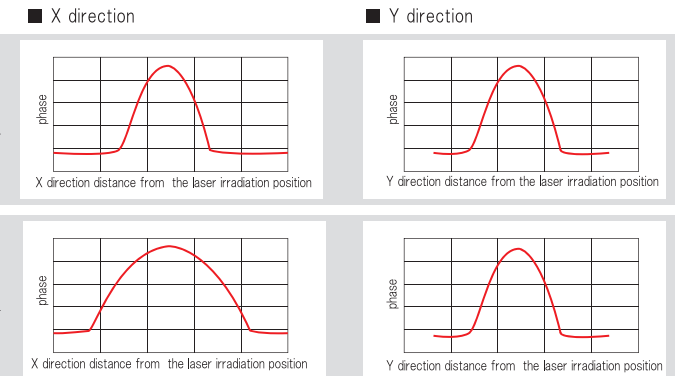 ■ X direction
■ Y direction
phase
X direction distance from the laser irradiation position
phase
Y direction distance from the laser irradiation position
phase
X direction distance from the laser irradiation position
phase
Y direction distance from the laser irradiation position